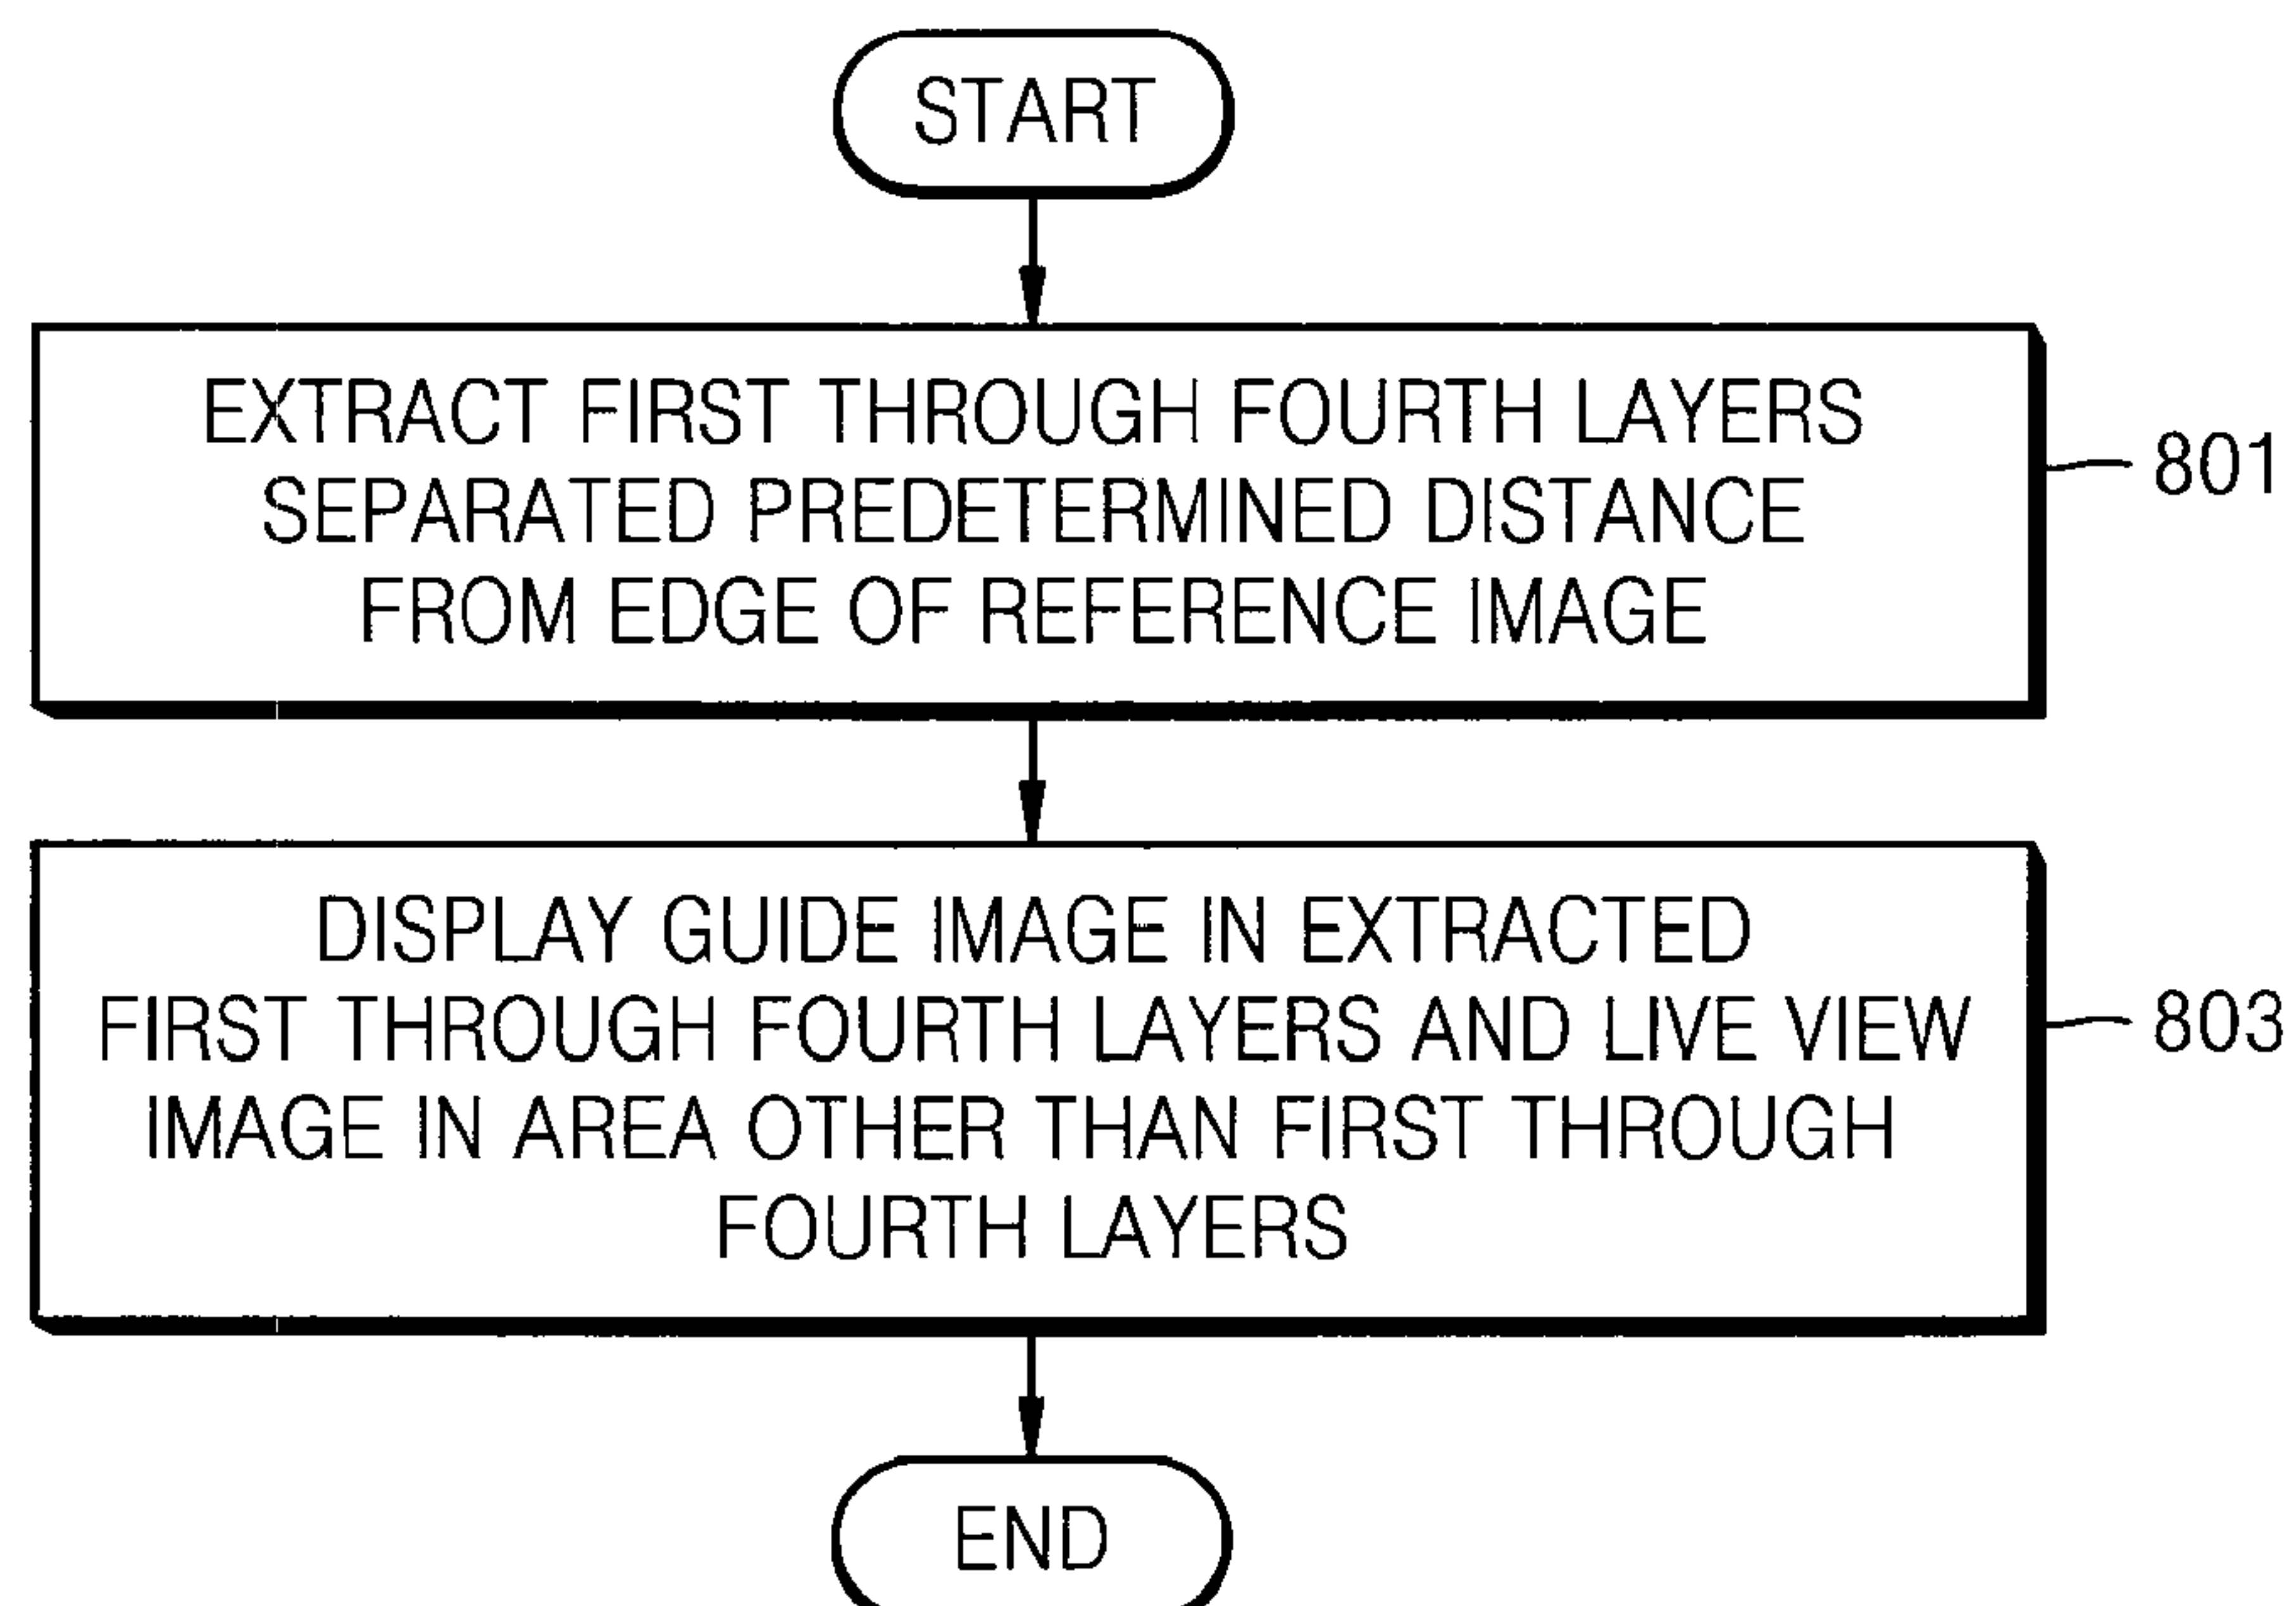 START
EXTRACT FIRST THROUGH FOURTH LAYERS
SEPARATED PREDETERMINED DISTANCE
FROM EDGE OF REFERENCE IMAGE
801
DISPLAY GUIDE IMAGE IN EXTRACTED
FIRST THROUGH FOURTH LAYERS AND LIVE VIEW
IMAGE IN AREA OTHER THAN FIRST THROUGH
FOURTH LAYERS
803
END